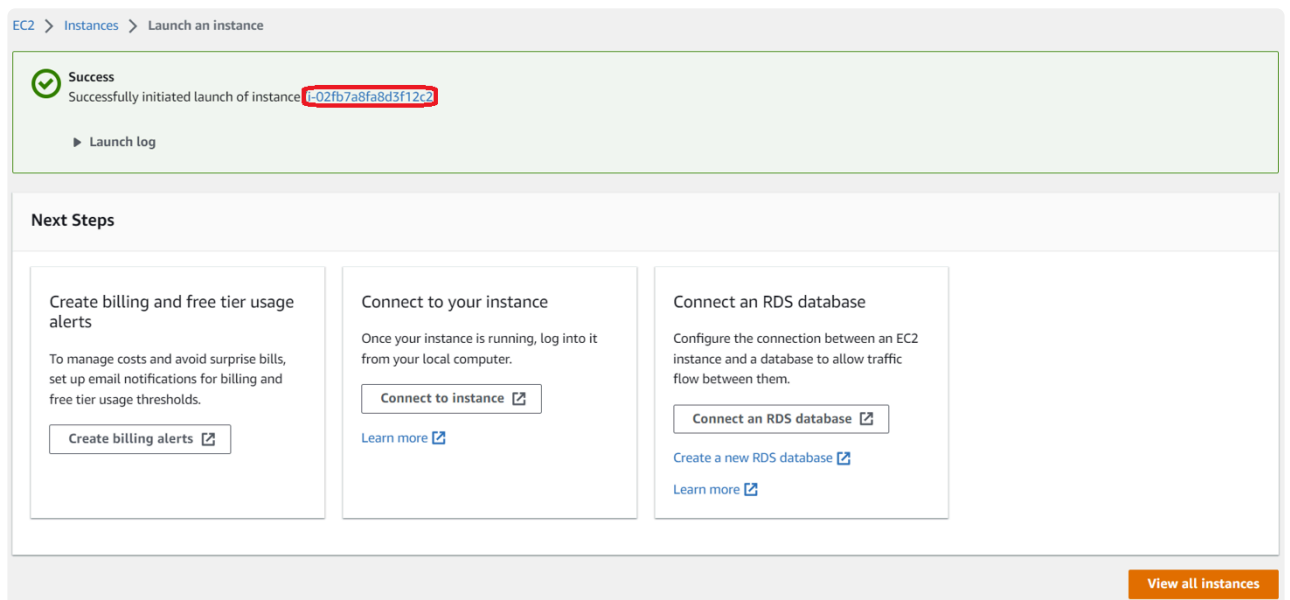 EC2 > Instances > Launch an instance
Success
Successfully initiated launch of instance i-02fb7a8fa8d3f12c2
Launch log
Next Steps
Create billing and free tier usage
alerts
To manage costs and avoid surprise bills,
set up email notifications for billing and
free tier usage thresholds.
Create billing alerts
Connect to your instance
Once your instance is running, log into it
from your local computer.
Connect to instance
Learn more
Connect an RDS database
Configure the connection between an EC2
instance and a database to allow traffic
flow between them.
Connect an RDS database
Create a new RDS database
Learn more
View all instances